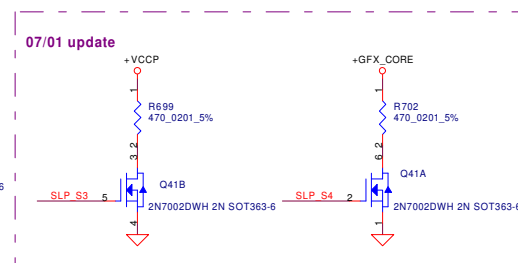 07/01 update
+VCCP
+GFX_CORE
1
1
R699
470_0201_5%
R702
470_0201_5%
2
2
3
6
Q41B
Q41A
SLP_S3
5
SLP_S4
2
2N7002DWH 2N SOT363-6
2N7002DWH 2N SOT363-6
4
1
6